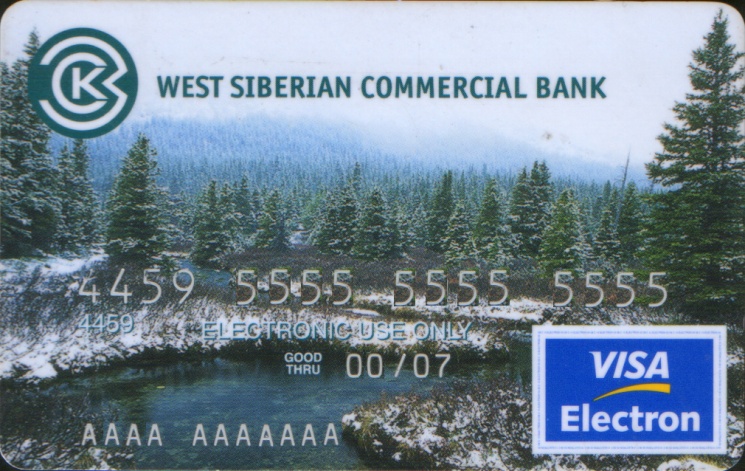 WEST SIBERIAN COMMERCIAL BANK
4459 5555 5555 5555
4459 ELECTRONIC USE ONLY
GOOD THRU 00/07
AAAA AAAAAAA
VISA
Electron